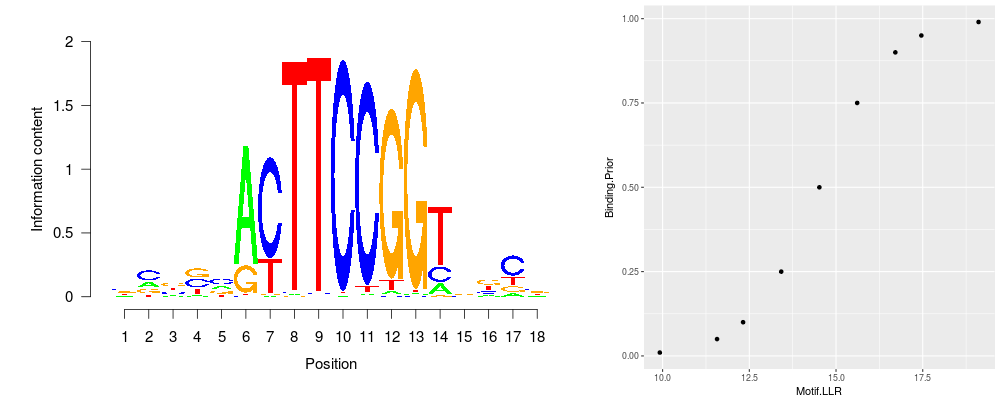 Information content
2
1.5
1
0.5
0
1 2 3 4 5 6 7 8 9 10 11 12 13 14 15 16 17 18
Position
A C T T C C G G T
G T C
A
C
Binding.Prior
1.00
0.75
0.50
0.25
0.00
10.0 12.5 15.0 17.5
Motif.LLR